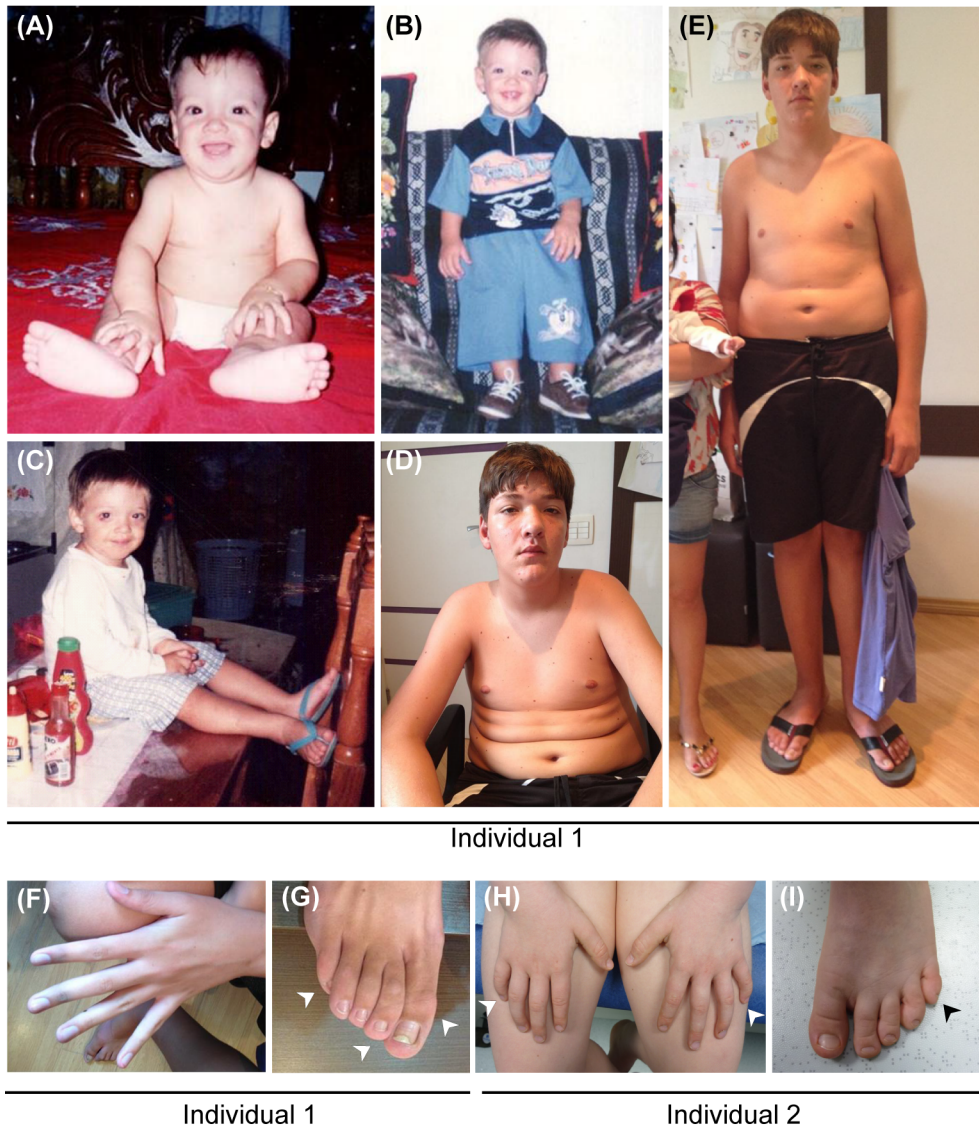 (A)
(B)
(E)
(C)
(D)
Individual 1
(F)
(G)
(H)
(I)
Individual 1
Individual 2